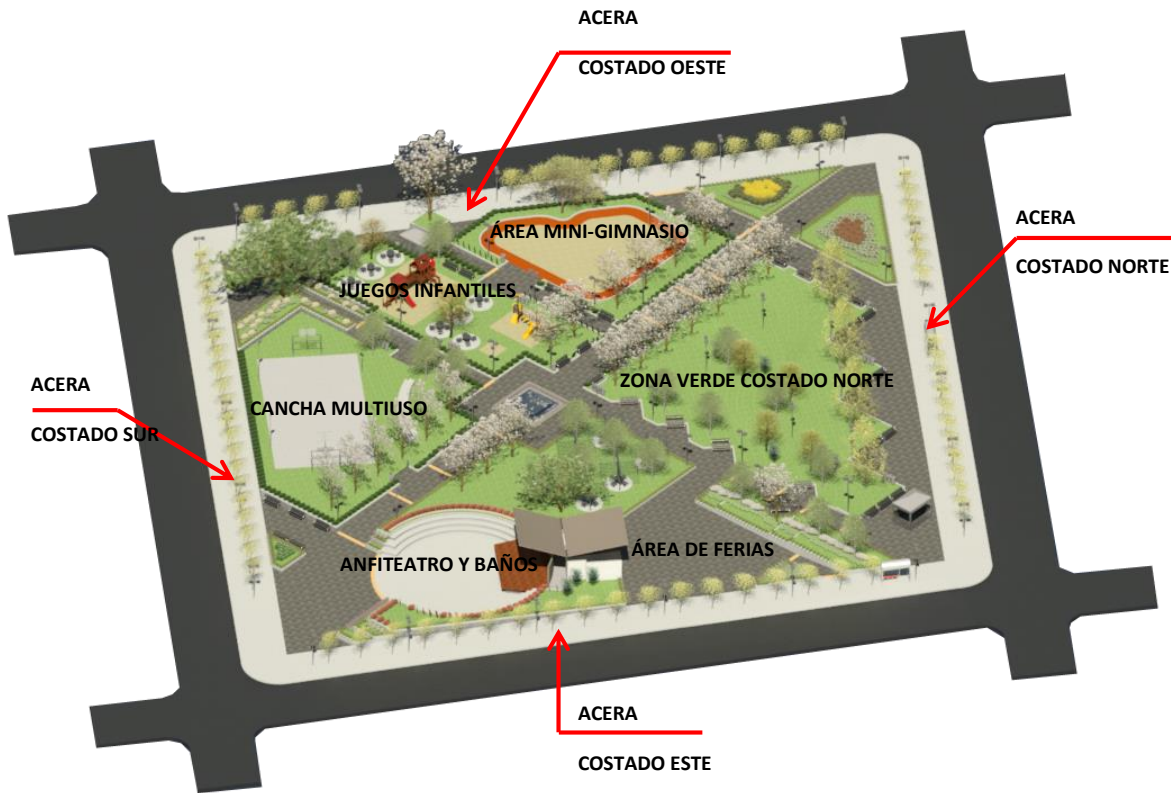 ACERA
COSTADO OESTE
ÁREA MINI-GIMNASIO
ACERA
COSTADO NORTE
JUEGOS INFANTILES
ZONA VERDE COSTADO NORTE
ACERA
COSTADO SUR
CANCHA MULTIUSO
ÁREA DE FERIAS
ANFITEATRO Y BAÑOS
ACERA
COSTADO ESTE